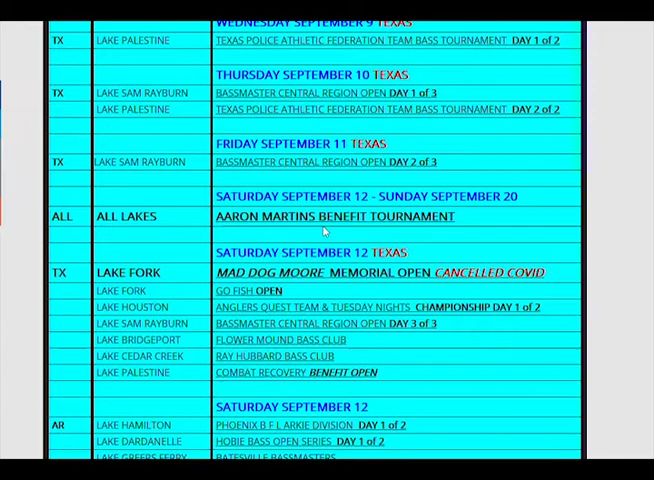 WEDNESDAY SEPTEMBER 9 TEXAS
TX LAKE PALESTINE TEXAS POLICE ATHLETIC FEDERATION TEAM BASS TOURNAMENT DAY 1 of 2
THURSDAY SEPTEMBER 10 TEXAS
TX LAKE SAM RAYBURN BASSMASTER CENTRAL REGION OPEN DAY 1 of 3
LAKE PALESTINE TEXAS POLICE ATHLETIC FEDERATION TEAM BASS TOURNAMENT DAY 2 of 2
FRIDAY SEPTEMBER 11 TEXAS
TX LAKE SAM RAYBURN BASSMASTER CENTRAL REGION OPEN DAY 2 of 3
SATURDAY SEPTEMBER 12 - SUNDAY SEPTEMBER 20
ALL ALL LAKES AARON MARTINS BENEFIT TOURNAMENT
SATURDAY SEPTEMBER 12 TEXAS
TX LAKE FORK MAD DOG MOORE MEMORIAL OPEN CANCELLED COVID
LAKE FORK GO FISH OPEN
LAKE HOUSTON ANGLERS QUEST TEAM & TUESDAY NIGHTS CHAMPIONSHIP DAY 1 of 2
LAKE SAM RAYBURN BASSMASTER CENTRAL REGION OPEN DAY 3 of 3
LAKE BRIDGEPORT FLOWER MOUND BASS CLUB
LAKE CEDAR CREEK RAY HUBBARD BASS CLUB
LAKE PALESTINE COMBAT RECOVERY BENEFIT OPEN
SATURDAY SEPTEMBER 12
AR LAKE HAMILTON PHOENIX B F L ARKIE DIVISION DAY 1 of 2
LAKE DARDANELLE HOBIE BASS OPEN SERIES DAY 1 of 2
LAKE GREERS FERRY BATESVILLE BASSMASTERS